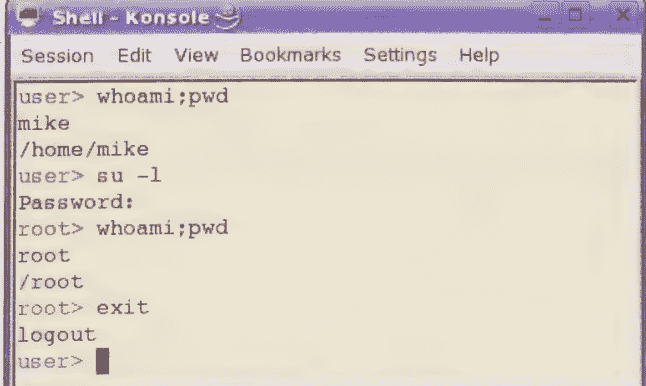 Shell - Konsole
Session Edit View Bookmarks Settings Help
user> whoami;pwd
mike
/home/mike
user> su -l
Password:
root> whoami;pwd
root
/root
root> exit
logout
user>